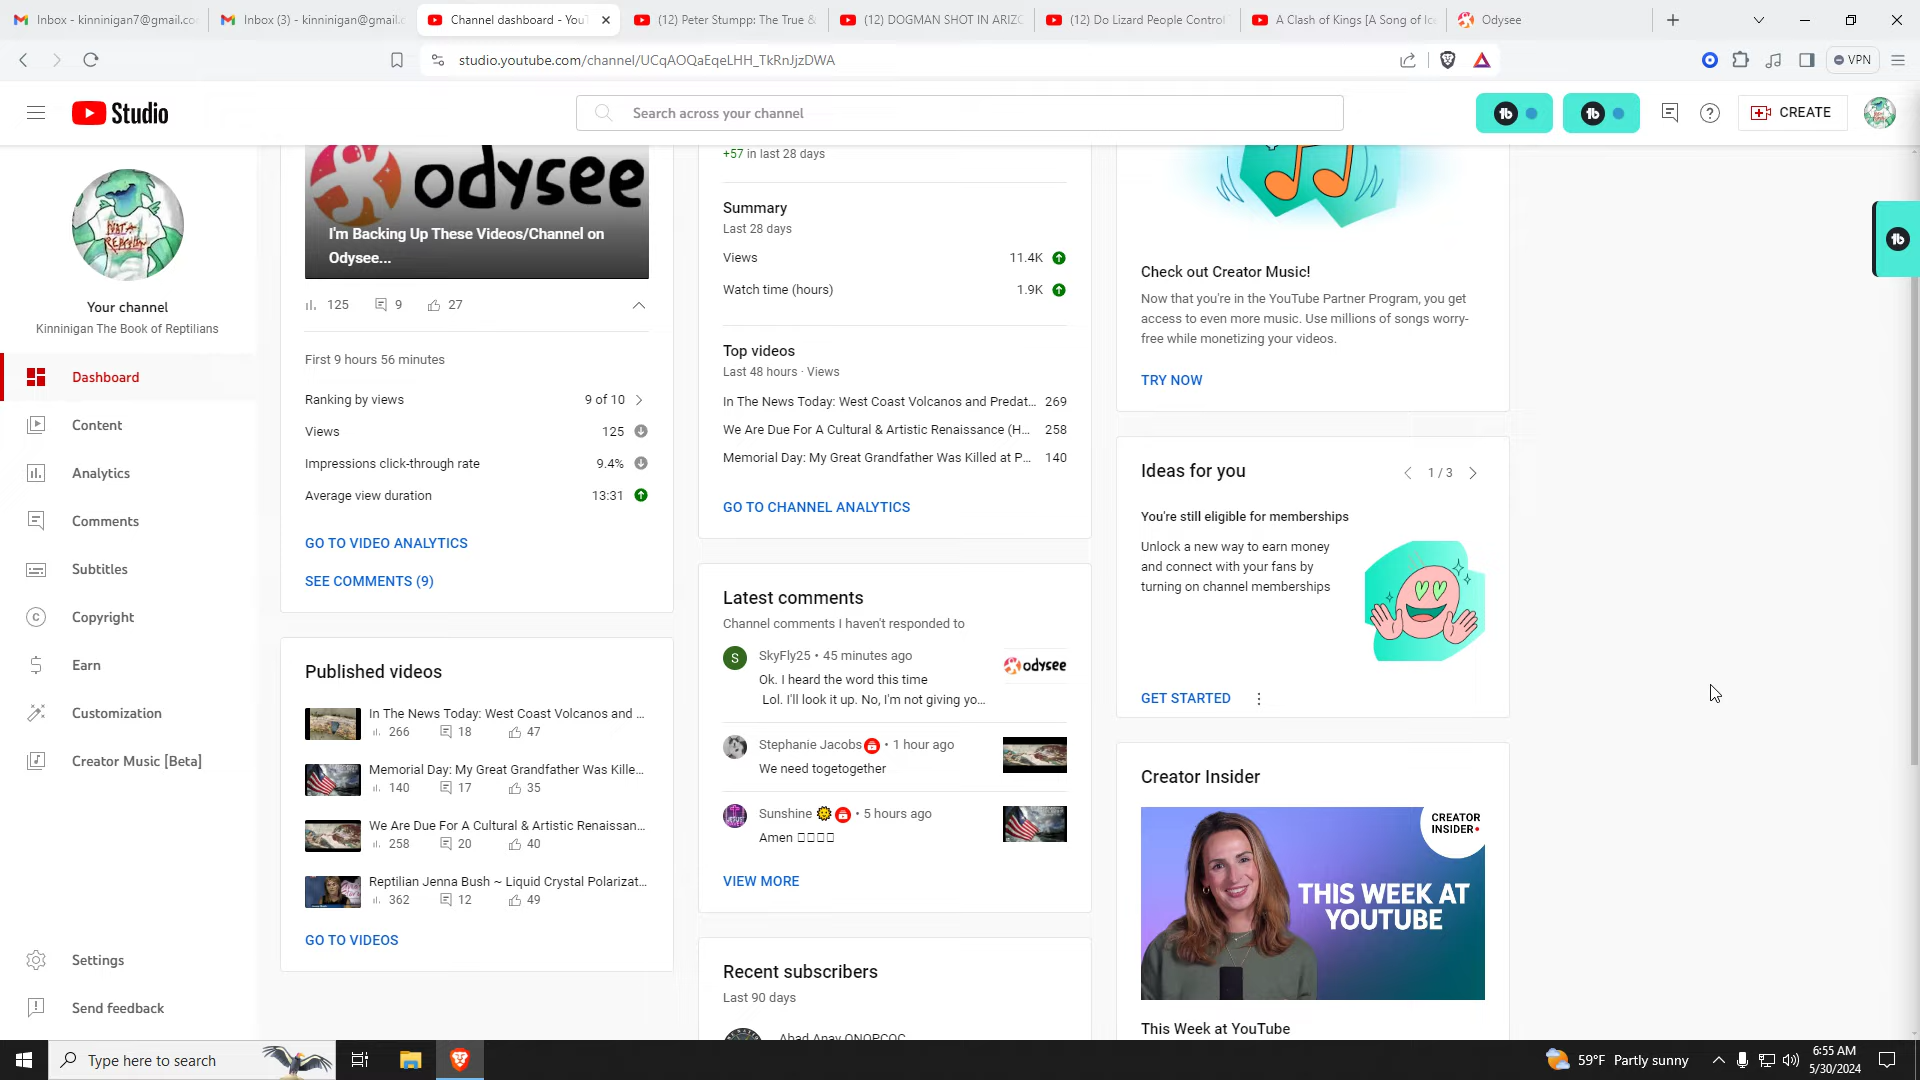 Inbox - kinninigan7@gmail.co
Inbox (3) - kinninigan@gmail.c
Channel dashboard - YouT
(12) Peter Stumpp: The True &
(12) DOGMAN SHOT IN ARIZO
(12) Do Lizard People Control
A Clash of Kings [A Song of Ice
Odysee
studio.youtube.com/channel/UCqAOQaEqeLHH_TkRnJjzDWA
VPN
Studio
Search across your channel
CREATE
Your channel
Kinninigan The Book of Reptilians
Dashboard
Content
Analytics
Comments
Subtitles
Copyright
Earn
Customization
Creator Music [Beta]
Settings
Send feedback
odysee
I'm Backing Up These Videos/Channel on
Odysee...
125 9 27
First 9 hours 56 minutes
Ranking by views 9 of 10
Views 125
Impressions click-through rate 9.4%
Average view duration 13:31
GO TO VIDEO ANALYTICS
SEE COMMENTS (9)
Published videos
In The News Today: West Coast Volcanos and ...
266 18 47
Memorial Day: My Great Grandfather Was Kille...
140 17 35
We Are Due For A Cultural & Artistic Renaissan...
258 20 40
Reptilian Jenna Bush ~ Liquid Crystal Polarizat...
362 12 49
GO TO VIDEOS
+57 in last 28 days
Summary
Last 28 days
Views 11.4K
Watch time (hours) 1.9K
Top videos
Last 48 hours · Views
In The News Today: West Coast Volcanos and Predat... 269
We Are Due For A Cultural & Artistic Renaissance (H... 258
Memorial Day: My Great Grandfather Was Killed at P... 140
GO TO CHANNEL ANALYTICS
Latest comments
Channel comments I haven't responded to
SkyFly25 • 45 minutes ago
Ok. I heard the word this time
Lol. I'll look it up. No, I'm not giving yo...
odysee
Stephanie Jacobs • 1 hour ago
We need togetogether
Sunshine • 5 hours ago
Amen
VIEW MORE
Recent subscribers
Last 90 days
Check out Creator Music!
Now that you're in the YouTube Partner Program, you get
access to even more music. Use millions of songs worry-
free while monetizing your videos.
TRY NOW
Ideas for you
1 / 3
You're still eligible for memberships
Unlock a new way to earn money
and connect with your fans by
turning on channel memberships
GET STARTED
Creator Insider
CREATOR
INSIDER
THIS WEEK AT
YOUTUBE
This Week at YouTube
Type here to search
59°F Partly sunny
6:55 AM
5/30/2024